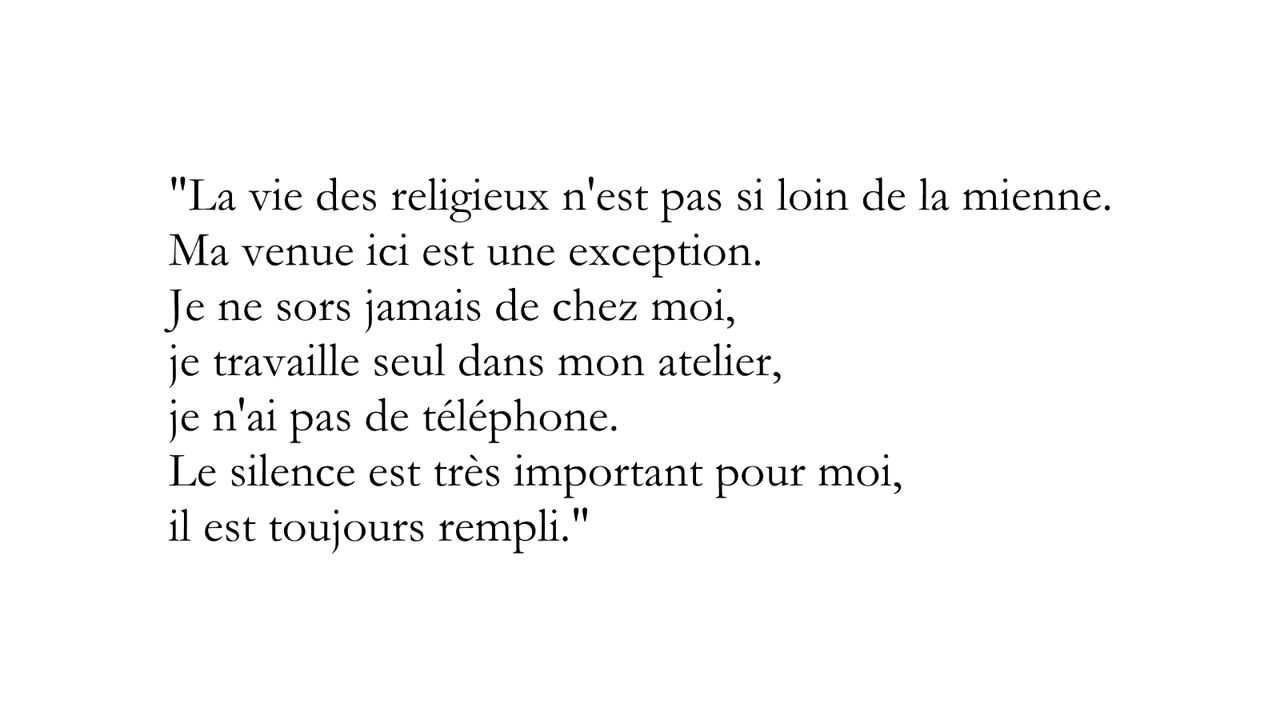 "La vie des religieux n'est pas si loin de la mienne.
Ma venue ici est une exception.
Je ne sors jamais de chez moi,
je travaille seul dans mon atelier,
je n'ai pas de téléphone.
Le silence est très important pour moi,
il est toujours rempli."